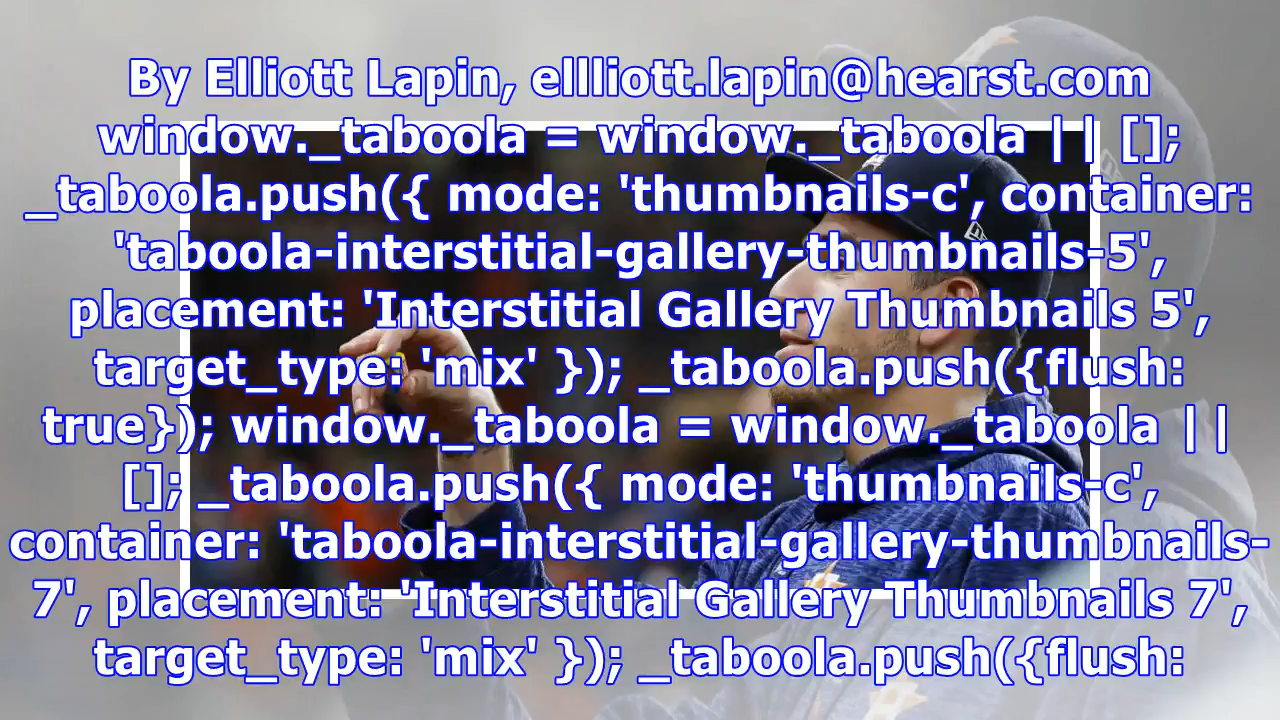 By Elliott Lapin, ellliott.lapin@hearst.com
window._taboola = window._taboola || [];
_taboola.push({ mode: 'thumbnails-c', container:
'taboola-interstitial-gallery-thumbnails-5',
placement: 'Interstitial Gallery Thumbnails 5',
target_type: 'mix' }); _taboola.push({flush:
true}); window._taboola = window._taboola ||
[]; _taboola.push({ mode: 'thumbnails-c',
container: 'taboola-interstitial-gallery-thumbnails-
7', placement: 'Interstitial Gallery Thumbnails 7',
target_type: 'mix' }); _taboola.push({flush: